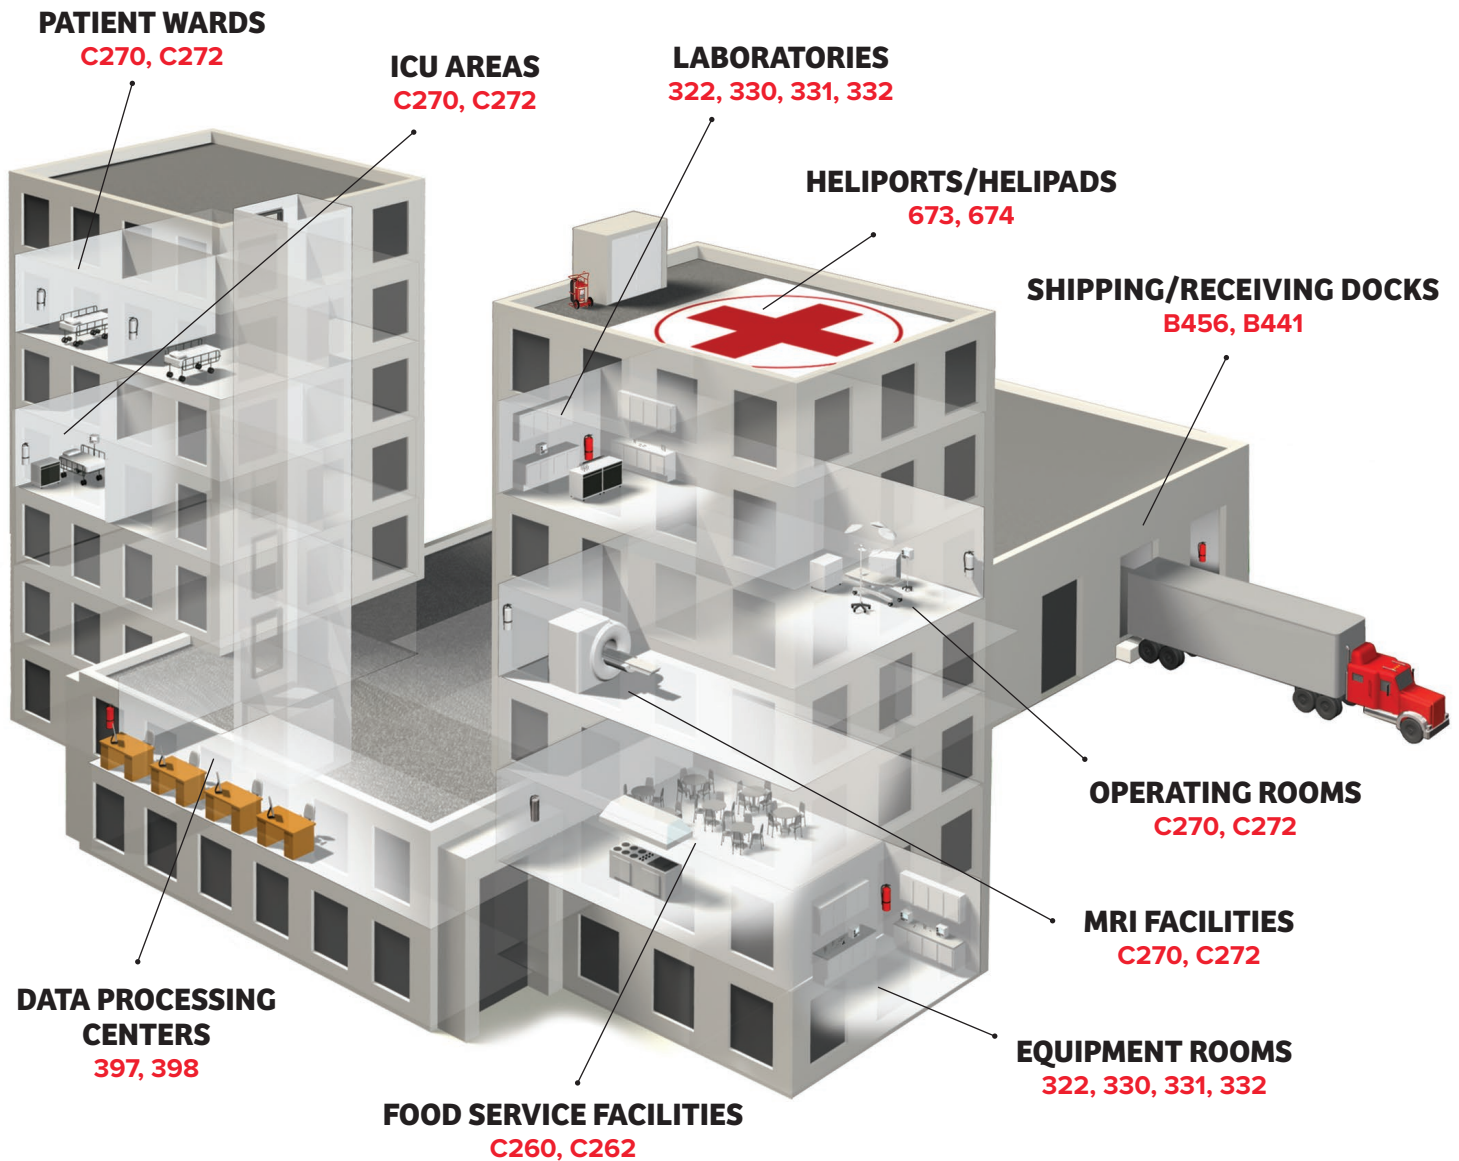 PATIENT WARDS
C270, C272
ICU AREAS
C270, C272
LABORATORIES
322, 330, 331, 332
HELIPORTS/HELIPADS
673, 674
SHIPPING/RECEIVING DOCKS
B456, B441
OPERATING ROOMS
C270, C272
MRI FACILITIES
C270, C272
EQUIPMENT ROOMS
322, 330, 331, 332
FOOD SERVICE FACILITIES
C260, C262
DATA PROCESSING
CENTERS
397, 398